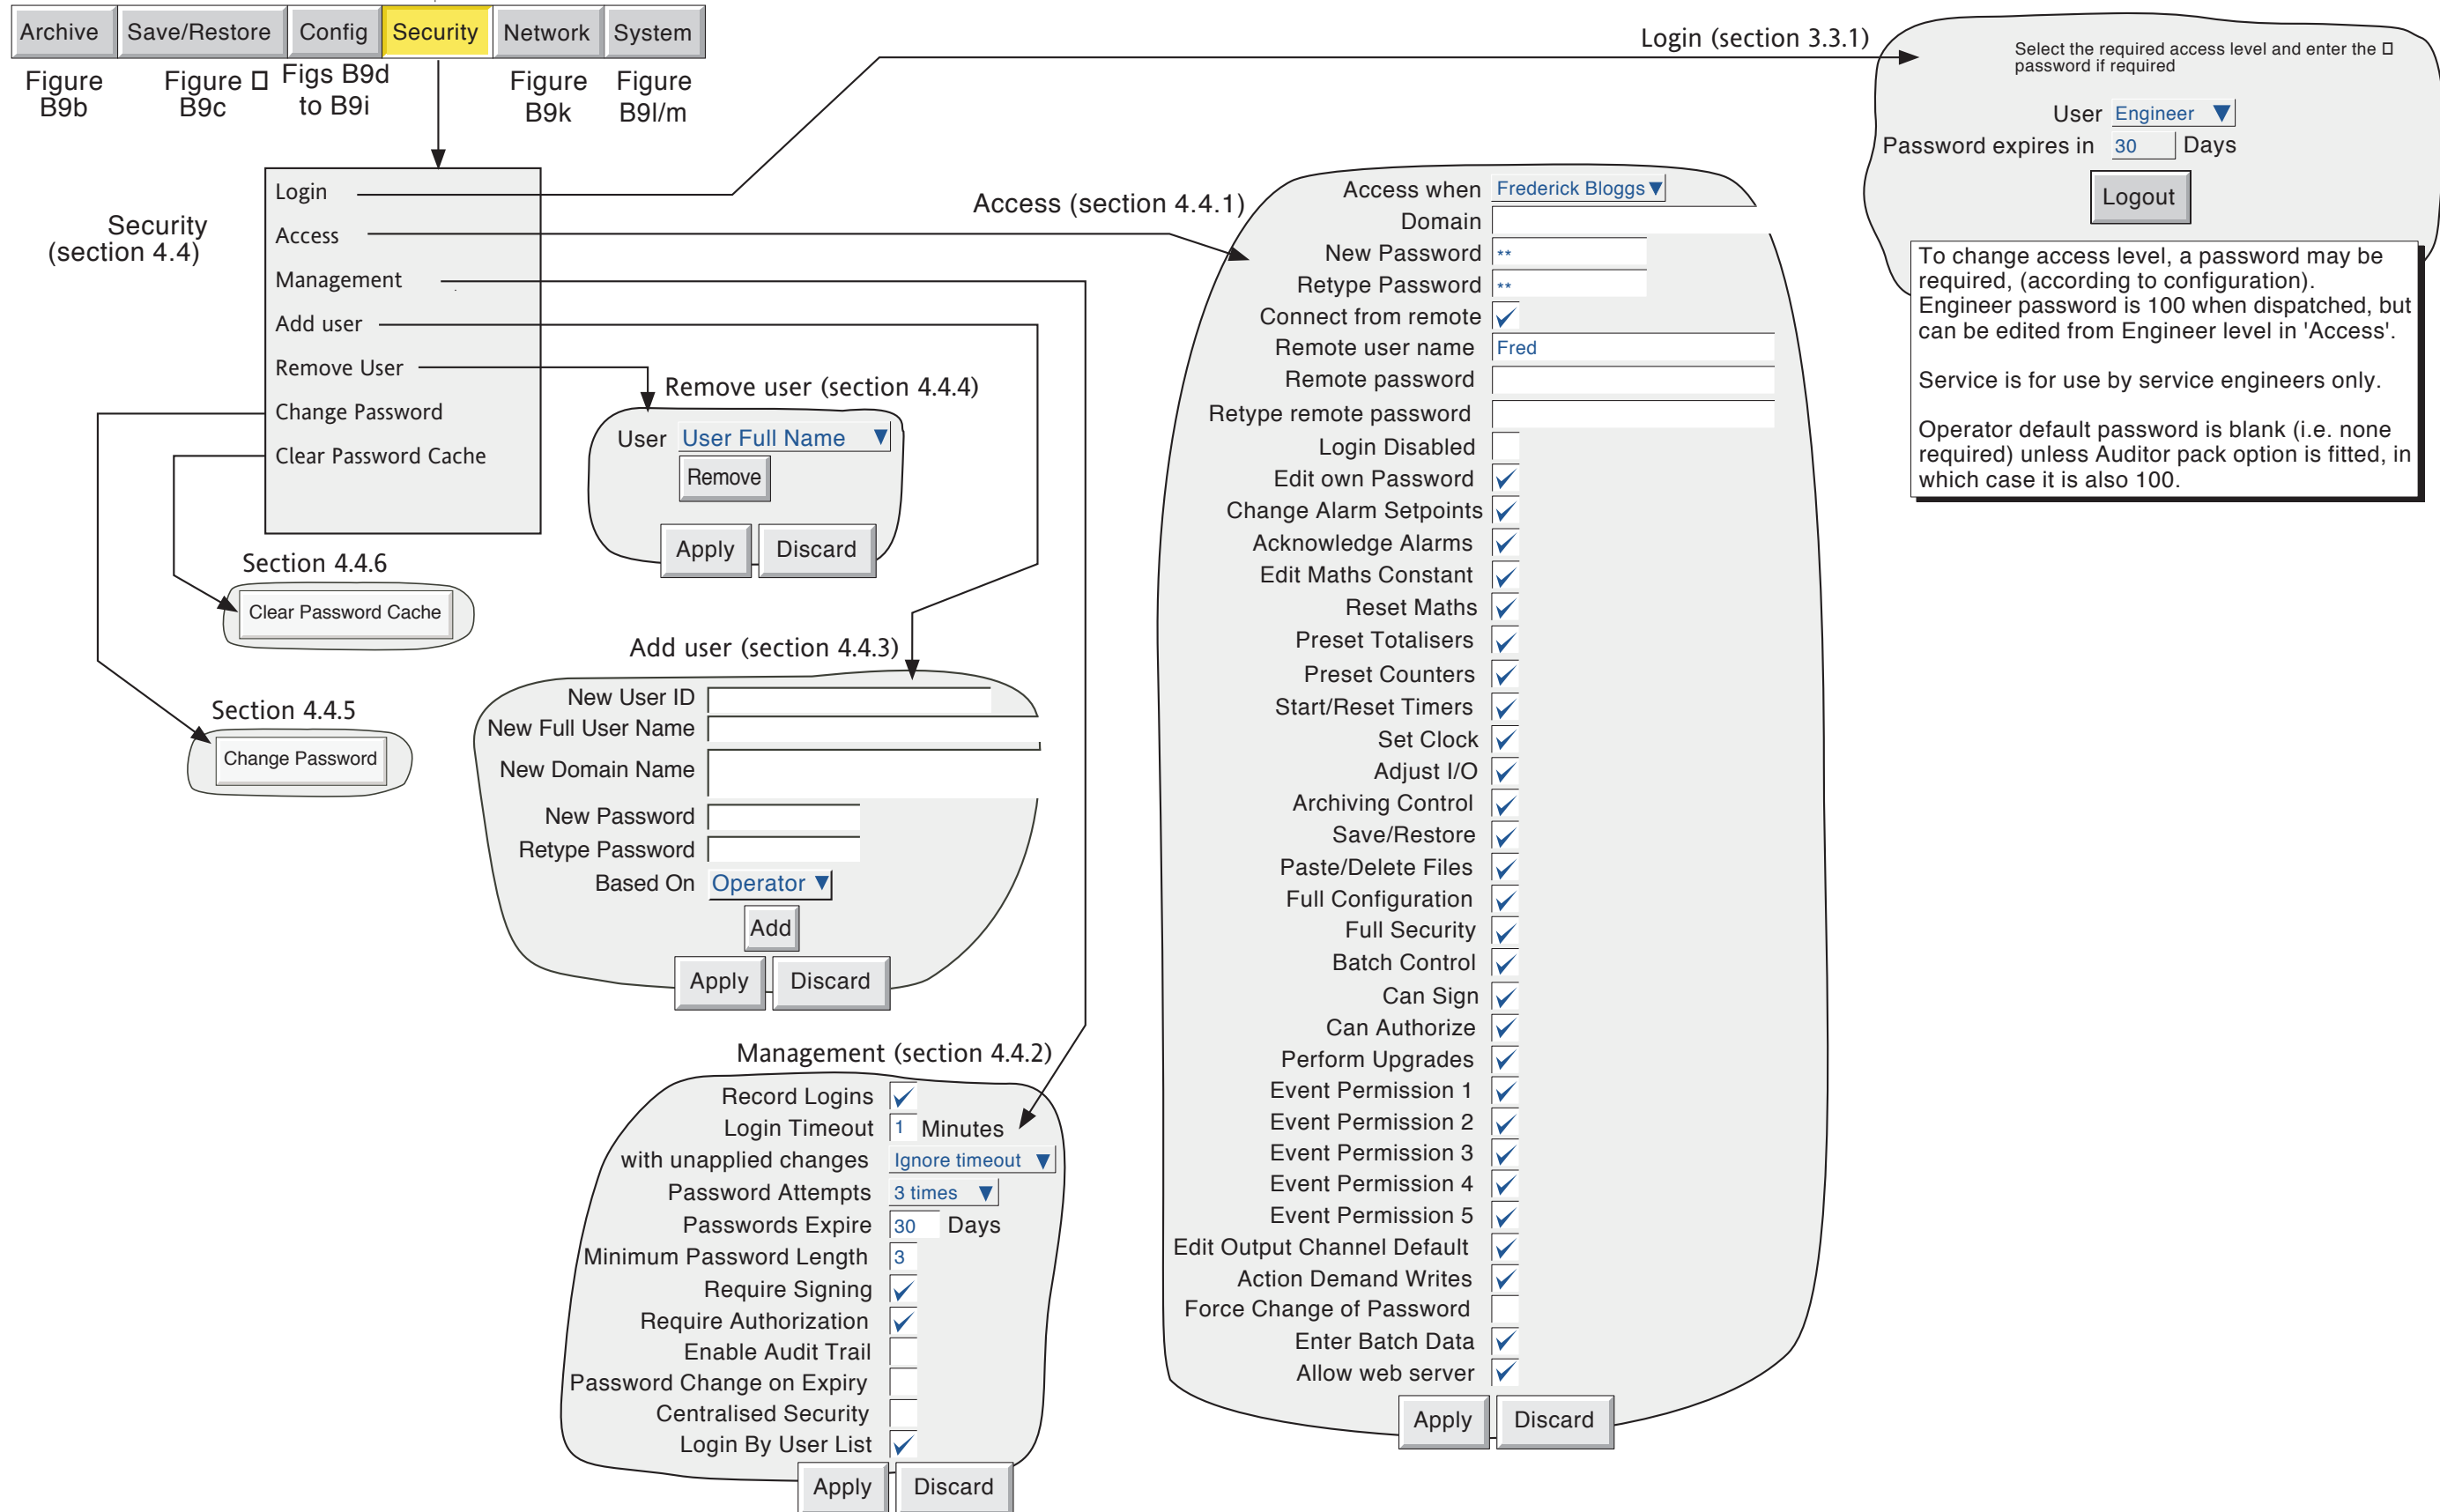 Archive Save/Restore Config Security Network System
Figure
B9b
Figure □
B9c
Figs B9d
to B9i
Figure
B9k
Figure
B9l/m
Security
(section 4.4)
Login
Access
Management
Add user
Remove User
Change Password
Clear Password Cache
Login (section 3.3.1)
Select the required access level and enter the □
password if required
User Engineer
Password expires in 30 Days
Logout
To change access level, a password may be
required, (according to configuration).
Engineer password is 100 when dispatched, but
can be edited from Engineer level in 'Access'.
Service is for use by service engineers only.
Operator default password is blank (i.e. none
required) unless Auditor pack option is fitted, in
which case it is also 100.
Access (section 4.4.1)
Access when Frederick Bloggs
Domain
New Password **
Retype Password **
Connect from remote
Remote user name Fred
Remote password
Retype remote password
Login Disabled
Edit own Password
Change Alarm Setpoints
Acknowledge Alarms
Edit Maths Constant
Reset Maths
Preset Totalisers
Preset Counters
Start/Reset Timers
Set Clock
Adjust I/O
Archiving Control
Save/Restore
Paste/Delete Files
Full Configuration
Full Security
Batch Control
Can Sign
Can Authorize
Perform Upgrades
Event Permission 1
Event Permission 2
Event Permission 3
Event Permission 4
Event Permission 5
Edit Output Channel Default
Action Demand Writes
Force Change of Password
Enter Batch Data
Allow web server
Apply Discard
Remove user (section 4.4.4)
User User Full Name
Remove
Apply Discard
Section 4.4.6
Clear Password Cache
Section 4.4.5
Change Password
Add user (section 4.4.3)
New User ID
New Full User Name
New Domain Name
New Password
Retype Password
Based On Operator
Add
Apply Discard
Management (section 4.4.2)
Record Logins
Login Timeout 1 Minutes
with unapplied changes Ignore timeout
Password Attempts 3 times
Passwords Expire 30 Days
Minimum Password Length 3
Require Signing
Require Authorization
Enable Audit Trail
Password Change on Expiry
Centralised Security
Login By User List
Apply Discard